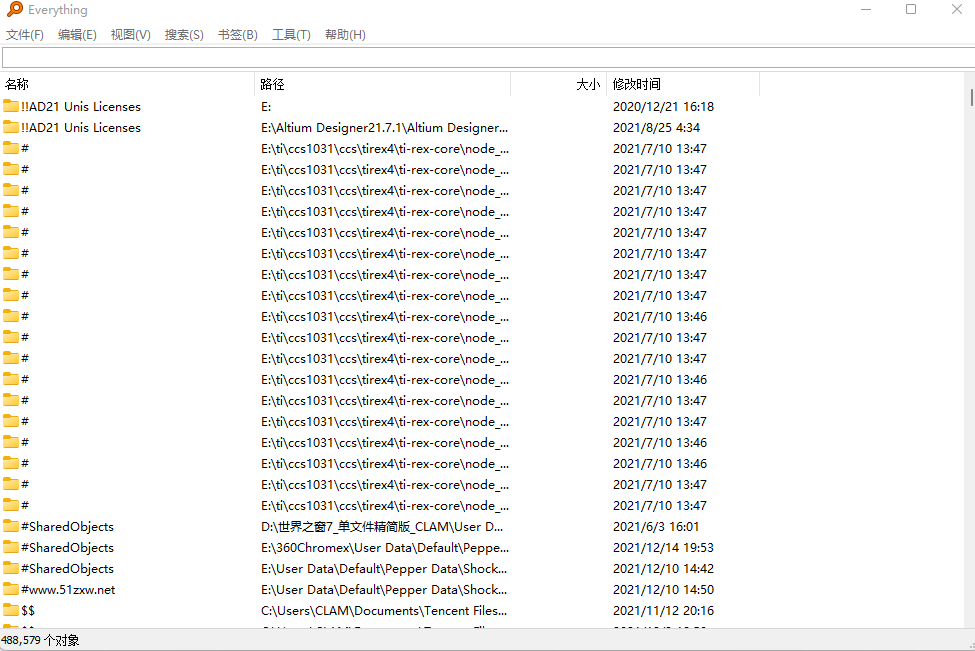 Everything
文件(F) 编辑(E) 视图(V) 搜索(S) 书签(B) 工具(T) 帮助(H)
名称 路径 大小 修改时间
!!AD21 Unis Licenses E: 2020/12/21 16:18
!!AD21 Unis Licenses E:\Altium Designer21.7.1\Altium Designer... 2021/8/25 4:34
# E:\ti\ccs1031\ccs\tirex4\ti-rex-core\node_... 2021/7/10 13:47
# E:\ti\ccs1031\ccs\tirex4\ti-rex-core\node_... 2021/7/10 13:47
# E:\ti\ccs1031\ccs\tirex4\ti-rex-core\node_... 2021/7/10 13:47
# E:\ti\ccs1031\ccs\tirex4\ti-rex-core\node_... 2021/7/10 13:47
# E:\ti\ccs1031\ccs\tirex4\ti-rex-core\node_... 2021/7/10 13:47
# E:\ti\ccs1031\ccs\tirex4\ti-rex-core\node_... 2021/7/10 13:47
# E:\ti\ccs1031\ccs\tirex4\ti-rex-core\node_... 2021/7/10 13:47
# E:\ti\ccs1031\ccs\tirex4\ti-rex-core\node_... 2021/7/10 13:47
# E:\ti\ccs1031\ccs\tirex4\ti-rex-core\node_... 2021/7/10 13:46
# E:\ti\ccs1031\ccs\tirex4\ti-rex-core\node_... 2021/7/10 13:47
# E:\ti\ccs1031\ccs\tirex4\ti-rex-core\node_... 2021/7/10 13:47
# E:\ti\ccs1031\ccs\tirex4\ti-rex-core\node_... 2021/7/10 13:46
# E:\ti\ccs1031\ccs\tirex4\ti-rex-core\node_... 2021/7/10 13:47
# E:\ti\ccs1031\ccs\tirex4\ti-rex-core\node_... 2021/7/10 13:47
# E:\ti\ccs1031\ccs\tirex4\ti-rex-core\node_... 2021/7/10 13:46
# E:\ti\ccs1031\ccs\tirex4\ti-rex-core\node_... 2021/7/10 13:46
# E:\ti\ccs1031\ccs\tirex4\ti-rex-core\node_... 2021/7/10 13:47
# E:\ti\ccs1031\ccs\tirex4\ti-rex-core\node_... 2021/7/10 13:47
#SharedObjects D:\世界之窗7_单文件精简版_CLAM\User D... 2021/6/3 16:01
#SharedObjects E:\360Chromex\User Data\Default\Peppe... 2021/12/14 19:53
#SharedObjects E:\User Data\Default\Pepper Data\Shock... 2021/12/10 14:42
#www.51zxw.net E:\User Data\Default\Pepper Data\Shock... 2021/12/10 14:50
$$ C:\Users\CLAM\Documents\Tencent Files... 2021/11/12 20:16
488,579 个对象